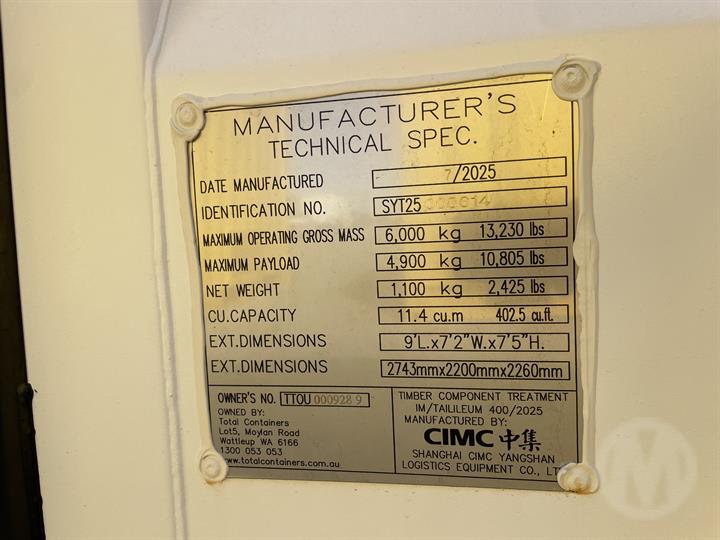 MANUFACTURER'S
TECHNICAL SPEC.
DATE MANUFACTURED 7/2025
IDENTIFICATION NO. SYT25 000014
MAXIMUM OPERATING GROSS MASS 6,000 kg 13,230 lbs
MAXIMUM PAYLOAD 4,900 kg 10,805 lbs
NET WEIGHT 1,100 kg 2,425 lbs
CU.CAPACITY 11.4 cu.m 402.5 cu.ft.
EXT.DIMENSIONS 9'L.x7'2"W.x7'5"H.
EXT.DIMENSIONS 2743mmx2200mmx2260mm
OWNER'S NO. TTOU 000928 9
OWNED BY:
Total Containers
Lot5, Moylan Road
Wattleup WA 6166
1300 053 053
www.totalcontainers.com.au
TIMBER COMPONENT TREATMENT
IM/TAILILEUM 400/2025
MANUFACTURED BY:
CIMC 中集
SHANGHAI CIMC YANGSHAN
LOGISTICS EQUIPMENT CO., LT
M